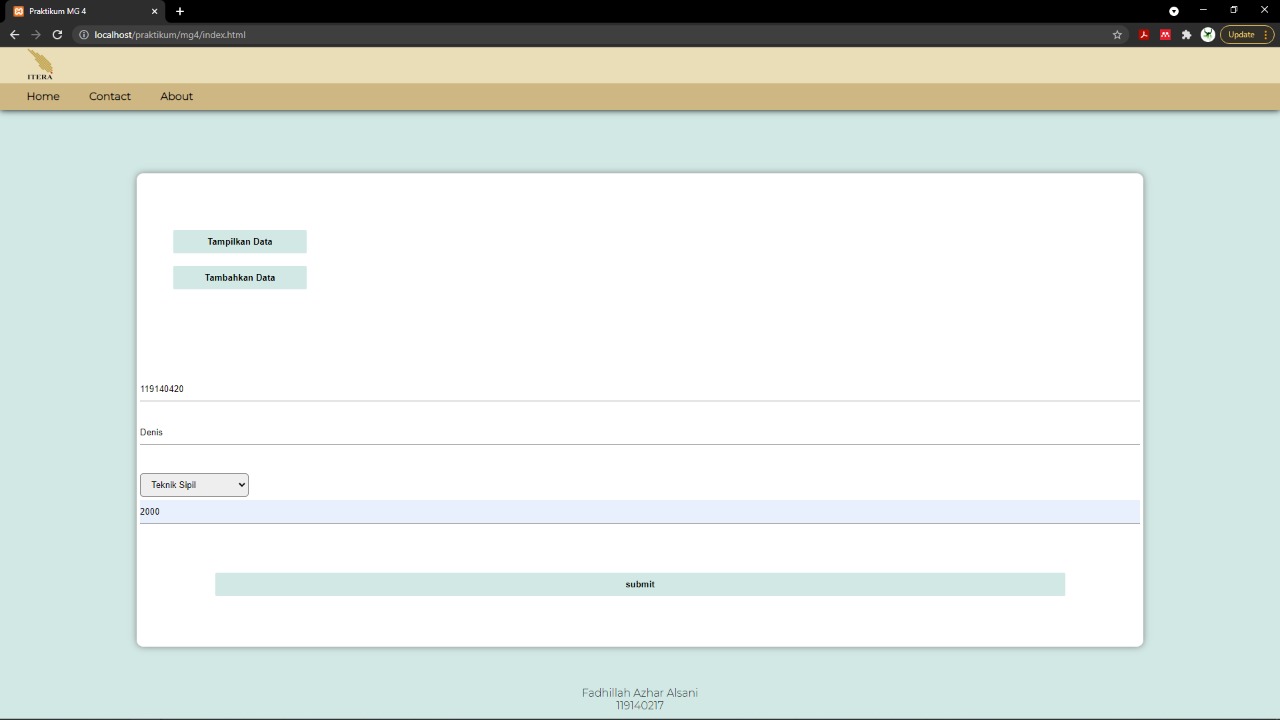 Praktikum MG 4
localhost/praktikum/mg4/index.html
Update
ITERA
Home Contact About
Tampilkan Data
Tambahkan Data
119140420
Denis
Teknik Sipil
2000
submit
Fadhillah Azhar Alsani
119140217